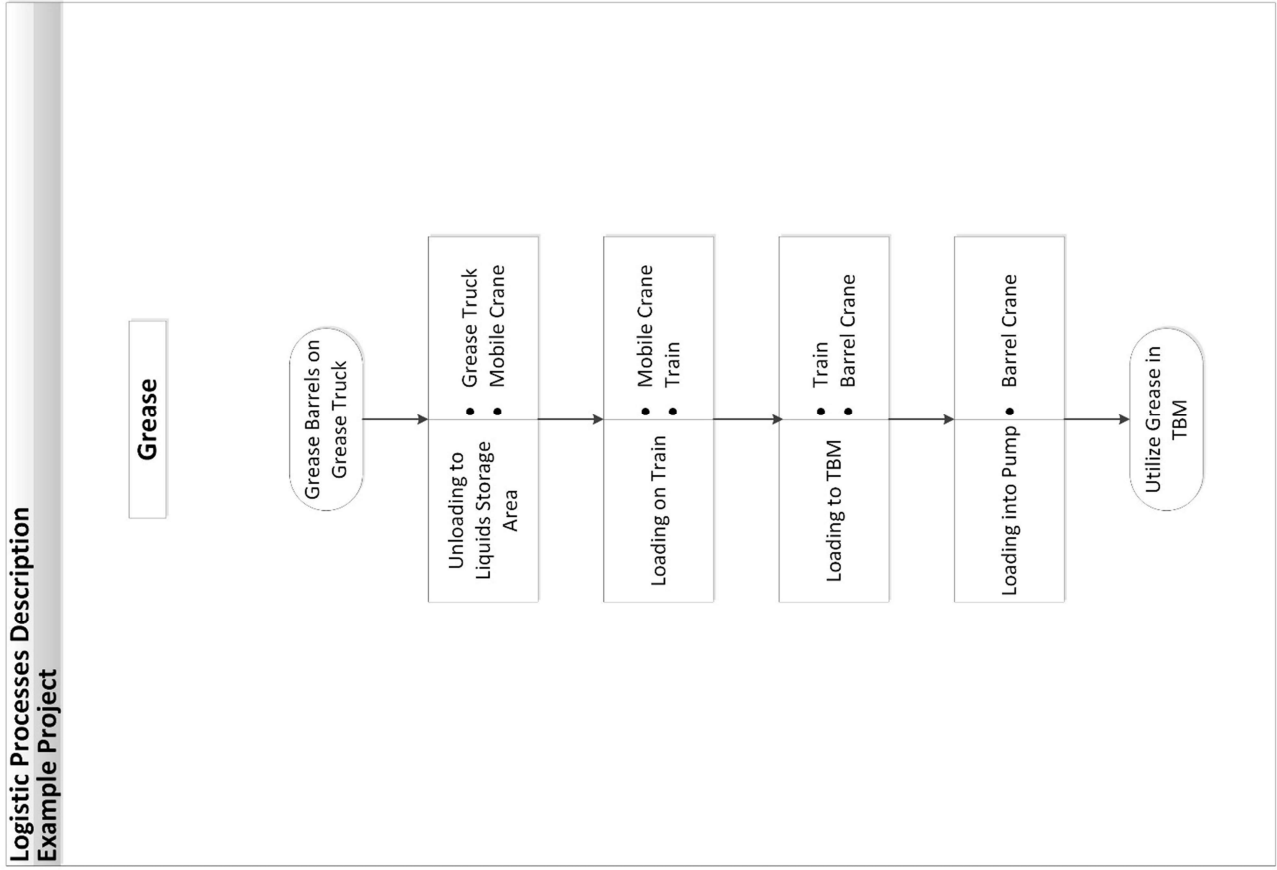 Logistic Processes Description
Example Project
Grease
Grease Barrels on
Grease Truck
Unloading to
Liquids Storage
Area
• Grease Truck
• Mobile Crane
Loading on Train
• Mobile Crane
• Train
Loading to TBM
• Train
• Barrel Crane
Loading into Pump
• Barrel Crane
Utilize Grease in
TBM